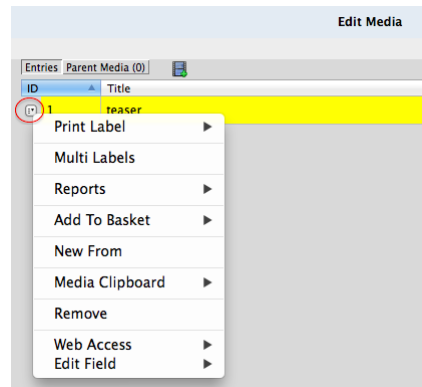 Edit Media
Entries Parent Media (0)
ID Title
1 teaser
Print Label
Multi Labels
Reports
Add To Basket
New From
Media Clipboard
Remove
Web Access
Edit Field